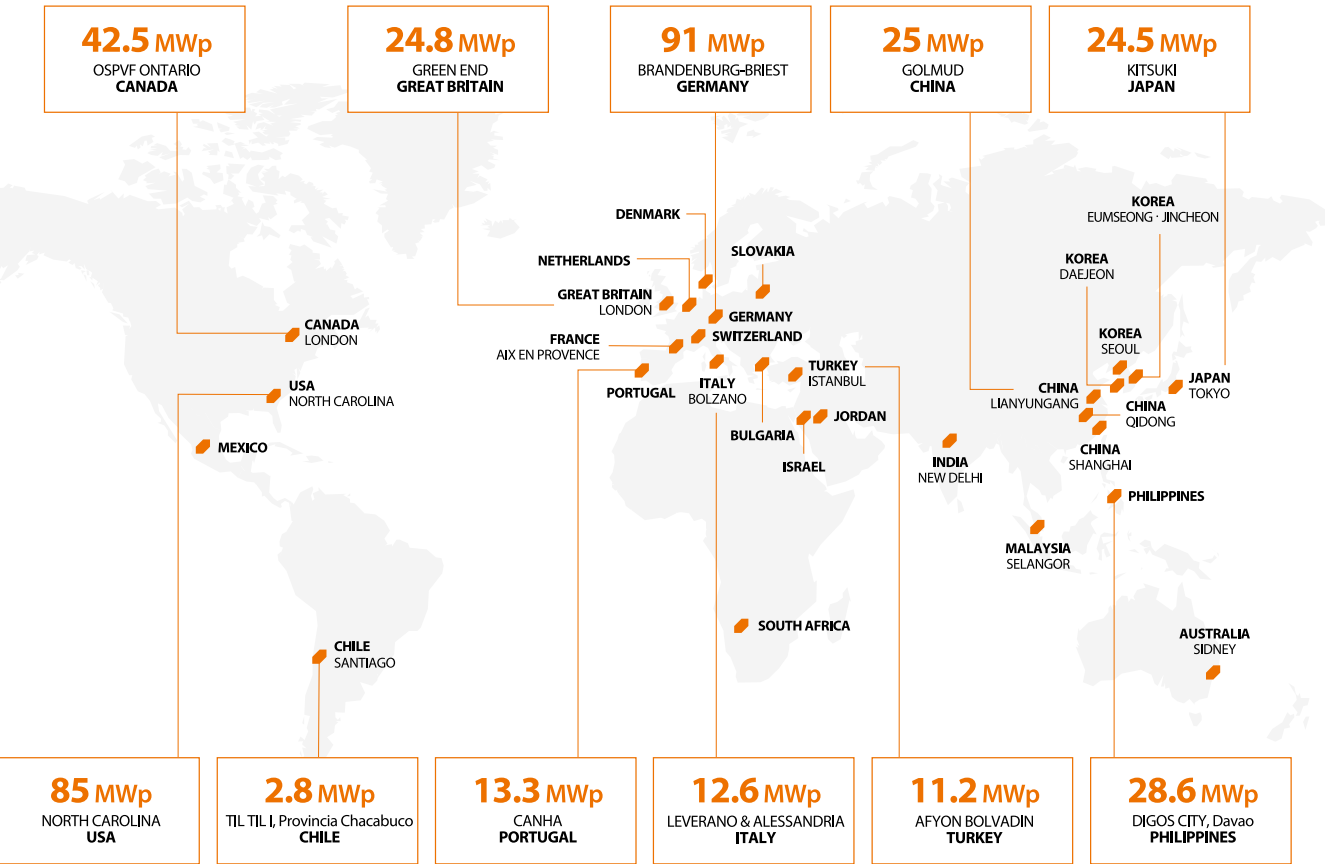 42.5 MWp
OSPVF ONTARIO
CANADA
24.8 MWp
GREEN END
GREAT BRITAIN
91 MWp
BRANDENBURG-BRIEST
GERMANY
25 MWp
GOLMUD
CHINA
24.5 MWp
KITSUKI
JAPAN
KOREA
EUMSEONG · JINCHEON
DENMARK
SLOVAKIA
KOREA
DAEJEON
NETHERLANDS
GREAT BRITAIN
LONDON
GERMANY
SWITZERLAND
CANADA
LONDON
FRANCE
AIX EN PROVENCE
KOREA
SEOUL
TURKEY
ISTANBUL
JAPAN
TOKYO
USA
NORTH CAROLINA
PORTUGAL
ITALY
BOLZANO
CHINA
LIANYUNGANG
CHINA
QIDONG
JORDAN
BULGARIA
MEXICO
ISRAEL
CHINA
SHANGHAI
INDIA
NEW DELHI
PHILIPPINES
MALAYSIA
SELANGOR
SOUTH AFRICA
AUSTRALIA
SIDNEY
CHILE
SANTIAGO
85 MWp
NORTH CAROLINA
USA
2.8 MWp
TIL TIL I, Provincia Chacabuco
CHILE
13.3 MWp
CANHA
PORTUGAL
12.6 MWp
LEVERANO & ALESSANDRIA
ITALY
11.2 MWp
AFYON BOLVADIN
TURKEY
28.6 MWp
DIGOS CITY, Davao
PHILIPPINES